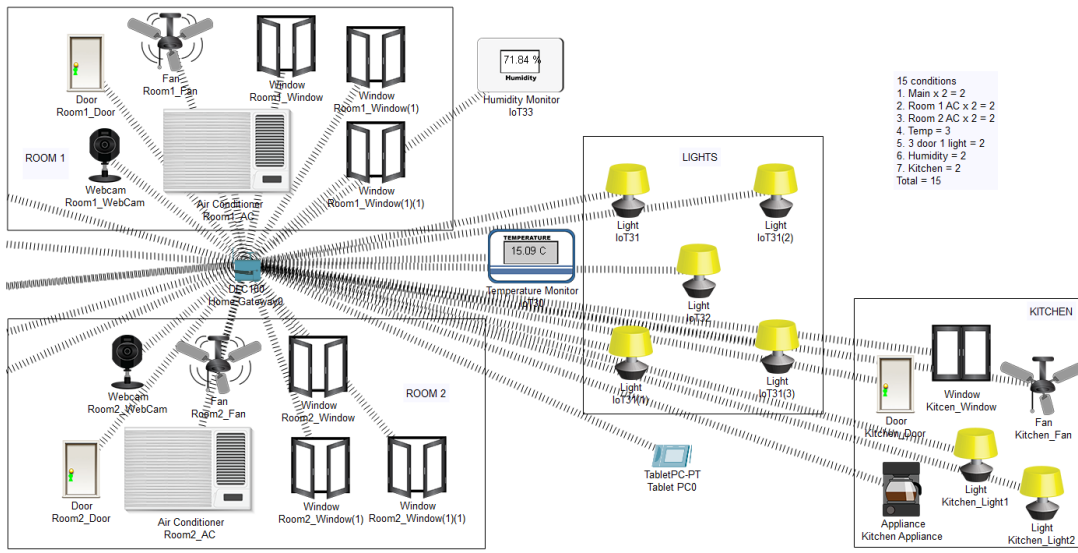 Door
Room1_Door
Fan
Room1_Fan
Window
Room1_Window
Window
Room1_Window(1)
71.84 %
Humidity
Humidity Monitor
IoT33
15 conditions
1. Main x 2 = 2
2. Room 1 AC x 2 = 2
3. Room 2 AC x 2 = 2
4. Temp = 3
5. 3 door 1 light = 2
6. Humidity = 2
7. Kitchen = 2
Total = 15
ROOM 1
Webcam
Room1_WebCam
Air Conditioner
Room1_AC
Window
Room1_Window(1)(1)
LIGHTS
Light
IoT31
Light
IoT31(2)
TEMPERATURE
15.09 C
Temperature Monitor
IoT30
Light
IoT32
DLC100
Home Gateway0
Light
IoT31(1)
Light
IoT31(3)
KITCHEN
Window
Kitcen_Window
Door
Kitchen_Door
Fan
Kitchen_Fan
Light
Kitchen_Light1
Light
Kitchen_Light2
Appliance
Kitchen Appliance
TabletPC-PT
Tablet PC0
Webcam
Room2_WebCam
Fan
Room2_Fan
Window
Room2_Window
ROOM 2
Door
Room2_Door
Air Conditioner
Room2_AC
Window
Room2_Window(1)
Window
Room2_Window(1)(1)